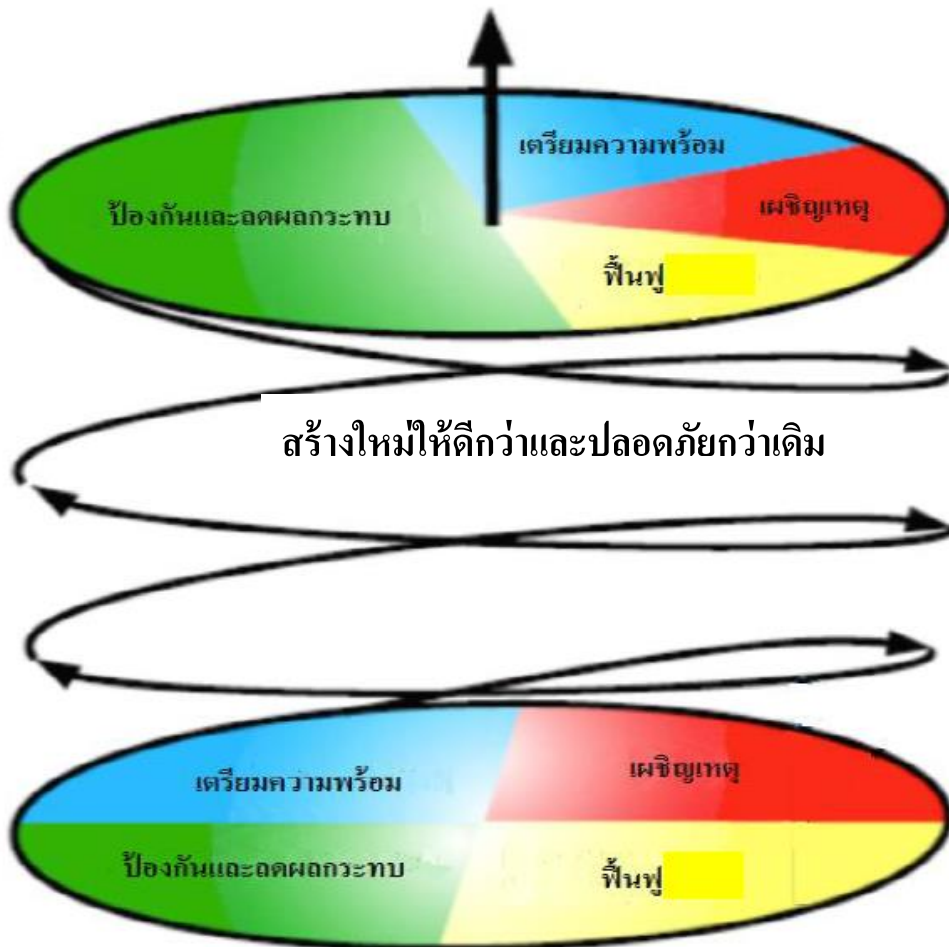 เตรียมความพร้อม
เผชิญเหตุ
ป้องกันและลดผลกระทบ
ฟื้นฟู
สร้างใหม่ให้ดีกว่าและปลอดภัยกว่าเดิม
เตรียมความพร้อม
เผชิญเหตุ
ป้องกันและลดผลกระทบ
ฟื้นฟู